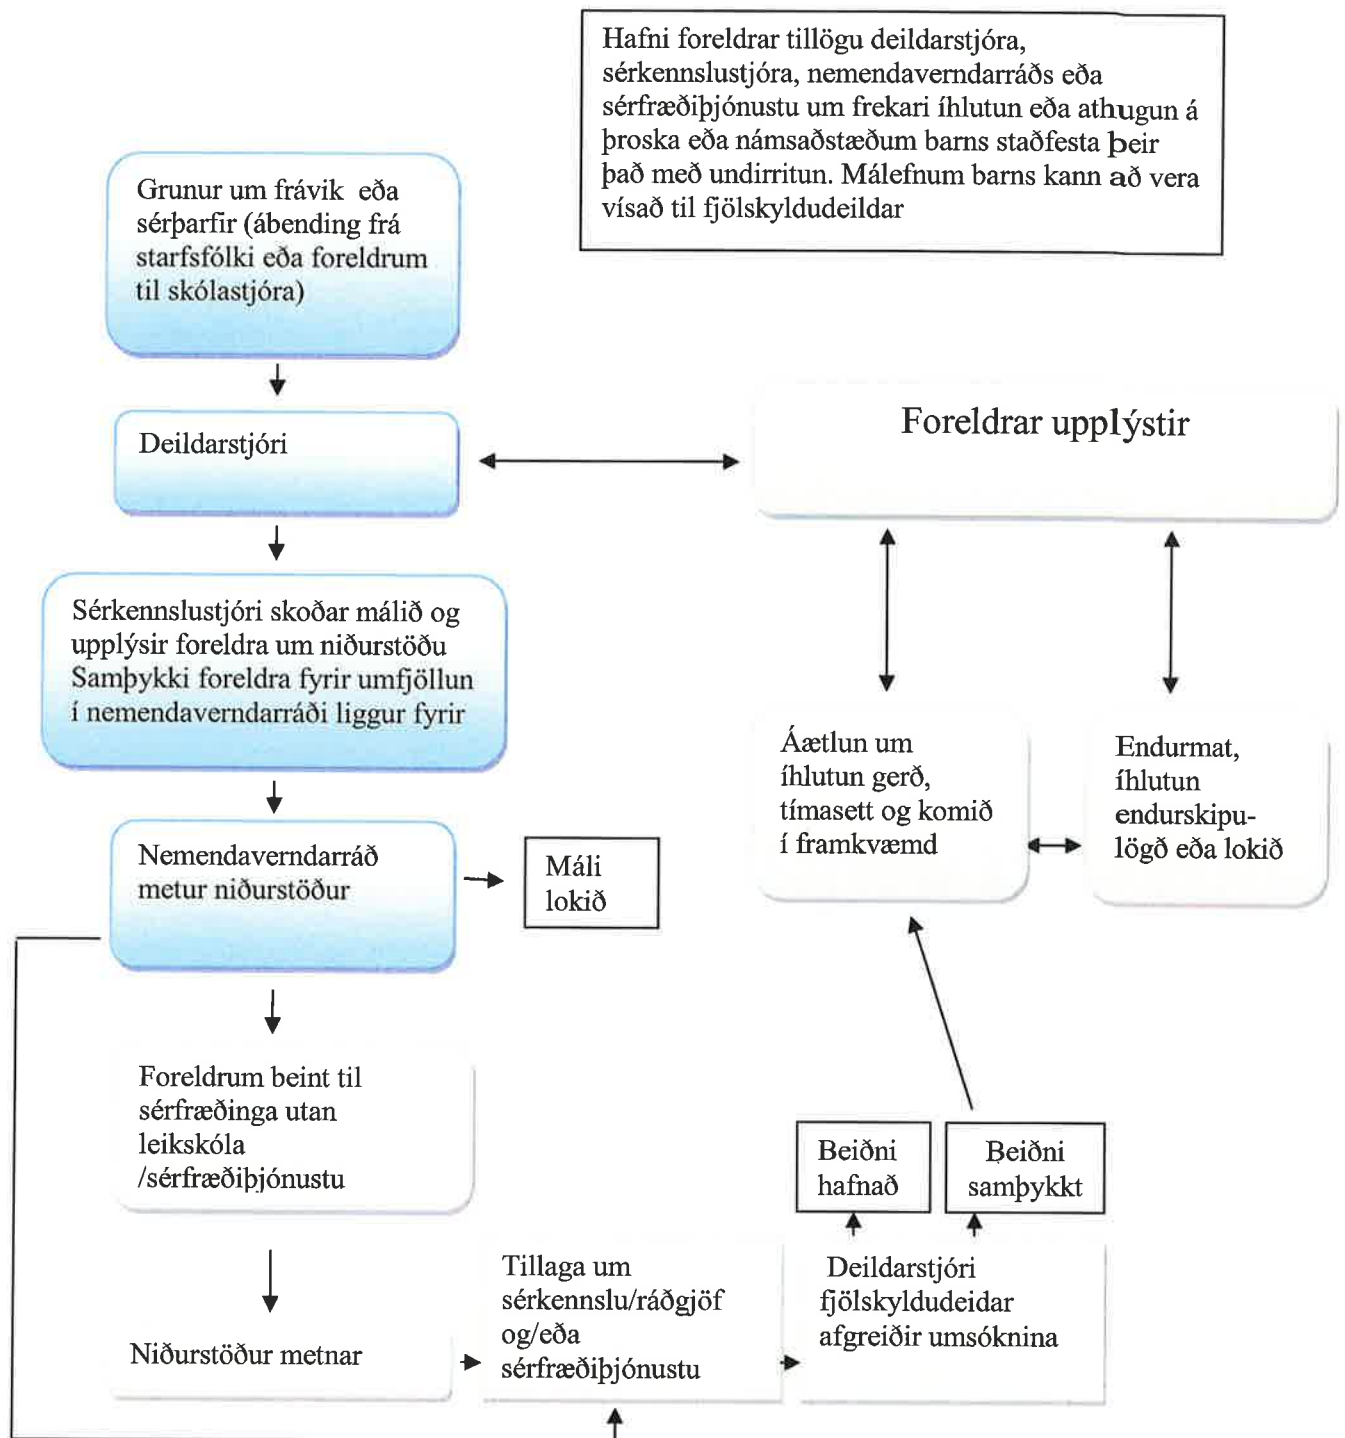 Hafni foreldrar tillögu deildarstjóra,
sérkennslustjóra, nemendaverndarráðs eða
sérfræðiþjónustu um frekari íhlutun eða athugun á
þroska eða námsaðstæðum barns staðfesta þeir
það með undirritun. Málefnum barns kann að vera
vísað til fjölskyldudeildar
Grunur um frávik eða
sérþarfir (ábending frá
starfsfólki eða foreldrum
til skólastjóra)
Deildarstjóri
Foreldrar upplýstir
Sérkennslustjóri skoðar málið og
upplýsir foreldra um niðurstöðu
Samþykki foreldra fyrir umfjöllun
í nemendaverndarráði liggur fyrir
Nemendaverndarráð
metur niðurstöður
Máli
lokið
Áætlun um
íhlutun gerð,
tímasett og komið
í framkvæmd
Endurmat,
íhlutun
endurskipu-
lögð eða lokið
Foreldrum beint til
sérfræðinga utan
leikskóla
/sérfræðiþjónustu
Beiðni
hafnað
Beiðni
samþykkt
Niðurstöður metnar
Tillaga um
sérkennslu/ráðgjöf
og/eða
sérfræðiþjónustu
Deildarstjóri
fjölskyldudeidar
afgreiðir umsóknina